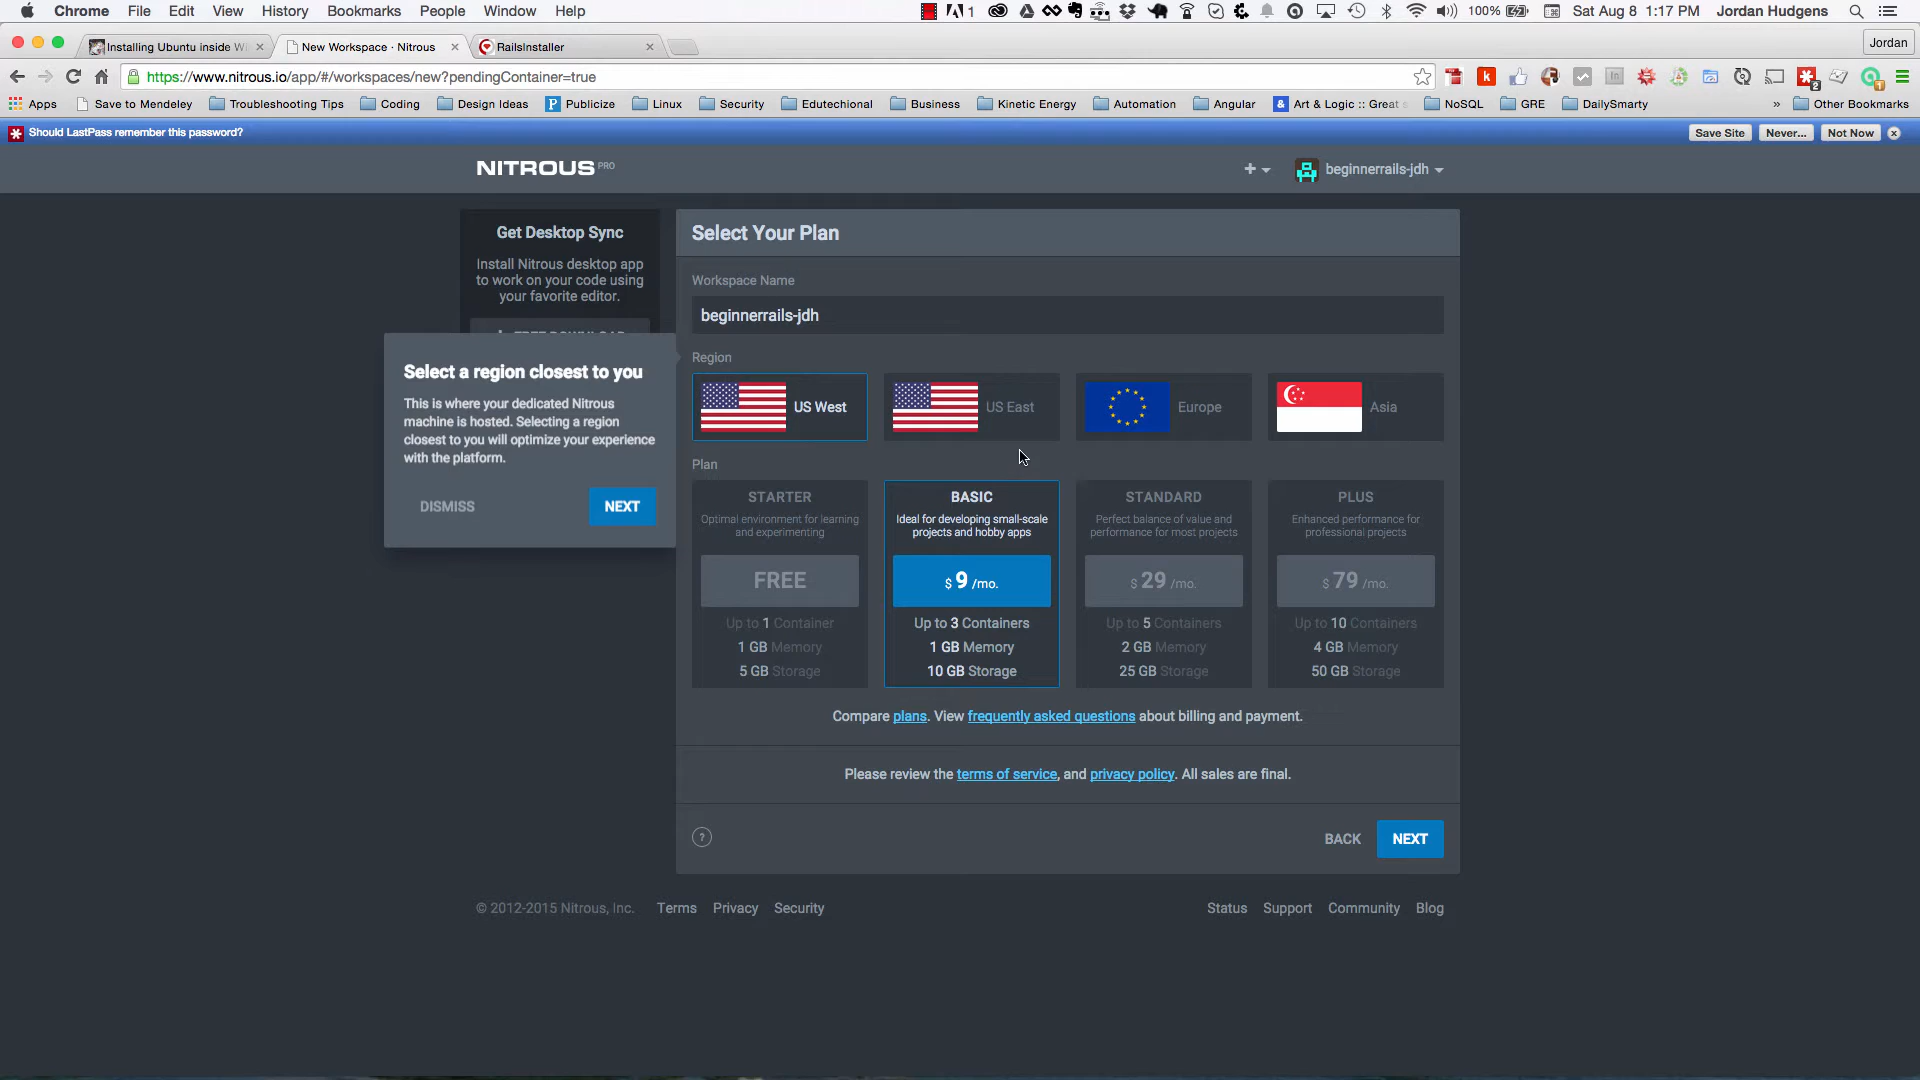 Chrome File Edit View History Bookmarks People Window Help 1 100% Sat Aug 8 1:17 PM Jordan Hudgens
Installing Ubuntu inside Wi New Workspace · Nitrous RailsInstaller Jordan
https://www.nitrous.io/app/#/workspaces/new?pendingContainer=true
Apps Save to Mendeley Troubleshooting Tips Coding Design Ideas Publicize Linux Security Edutechional Business Kinetic Energy Automation Angular Art & Logic :: Great s NoSQL GRE DailySmarty » Other Bookmarks
Should LastPass remember this password? Save Site Never... Not Now
NITROUS PRO + beginnerrails-jdh
Get Desktop Sync
Install Nitrous desktop app
to work on your code using
your favorite editor.
Select a region closest to you
This is where your dedicated Nitrous
machine is hosted. Selecting a region
closest to you will optimize your experience
with the platform.
DISMISS NEXT
Select Your Plan
Workspace Name
beginnerrails-jdh
Region
US West US East Europe Asia
Plan
STARTER
Optimal environment for learning
and experimenting
FREE
Up to 1 Container
1 GB Memory
5 GB Storage
BASIC
Ideal for developing small-scale
projects and hobby apps
$ 9 /mo.
Up to 3 Containers
1 GB Memory
10 GB Storage
STANDARD
Perfect balance of value and
performance for most projects
$ 29 /mo.
Up to 5 Containers
2 GB Memory
25 GB Storage
PLUS
Enhanced performance for
professional projects
$ 79 /mo.
Up to 10 Containers
4 GB Memory
50 GB Storage
Compare plans. View frequently asked questions about billing and payment.
Please review the terms of service, and privacy policy. All sales are final.
? BACK NEXT
© 2012-2015 Nitrous, Inc. Terms Privacy Security Status Support Community Blog